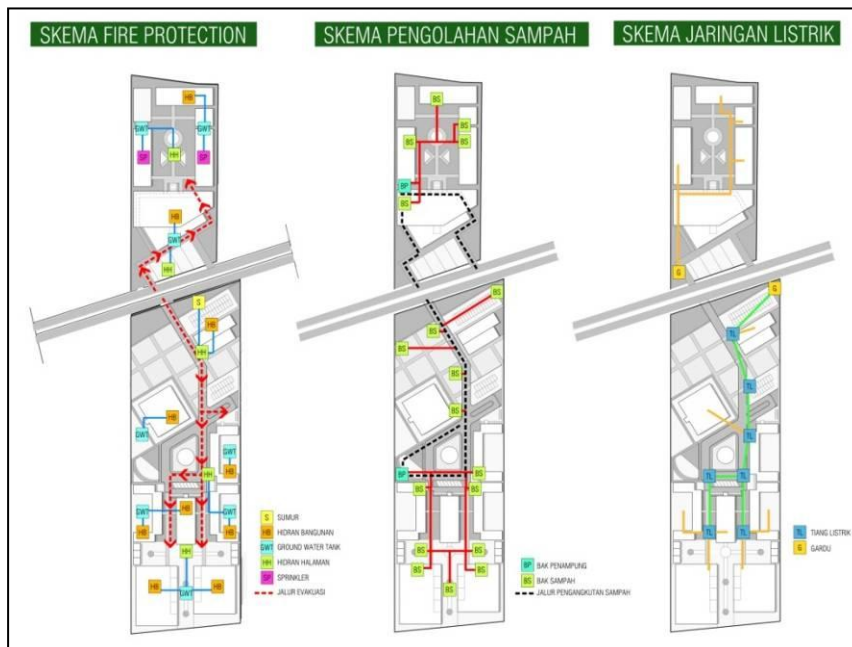 SKEMA FIRE PROTECTION
HB
GWT
GWT
SP
HH
SP
HB
GWT
HH
S
HB
HH
HB
GWT
GWT
HH
HB
GWT
HB
GWT
HB
HB
HH
HB
GWT
HB
S SUMUR
HB HIDRAN BANGUNAN
GWT GROUND WATER TANK
HH HIDRAN HALAMAN
SP SPRINKLER
JALUR EVAKUASI
SKEMA PENGOLAHAN SAMPAH
BS
BS
BS
BS
BP
BS
BS
BS
BS
BS
BS
BP
BS
BS
BS
BS
BS
BS
BS
BS
BP BAK PENAMPUNG
BS BAK SAMPAH
JALUR PENGANGKUTAN SAMPAH
SKEMA JARINGAN LISTRIK
G
G
TL
TL
TL
TL
TL
TL
TL
TL TIANG LISTRIK
G GARDU